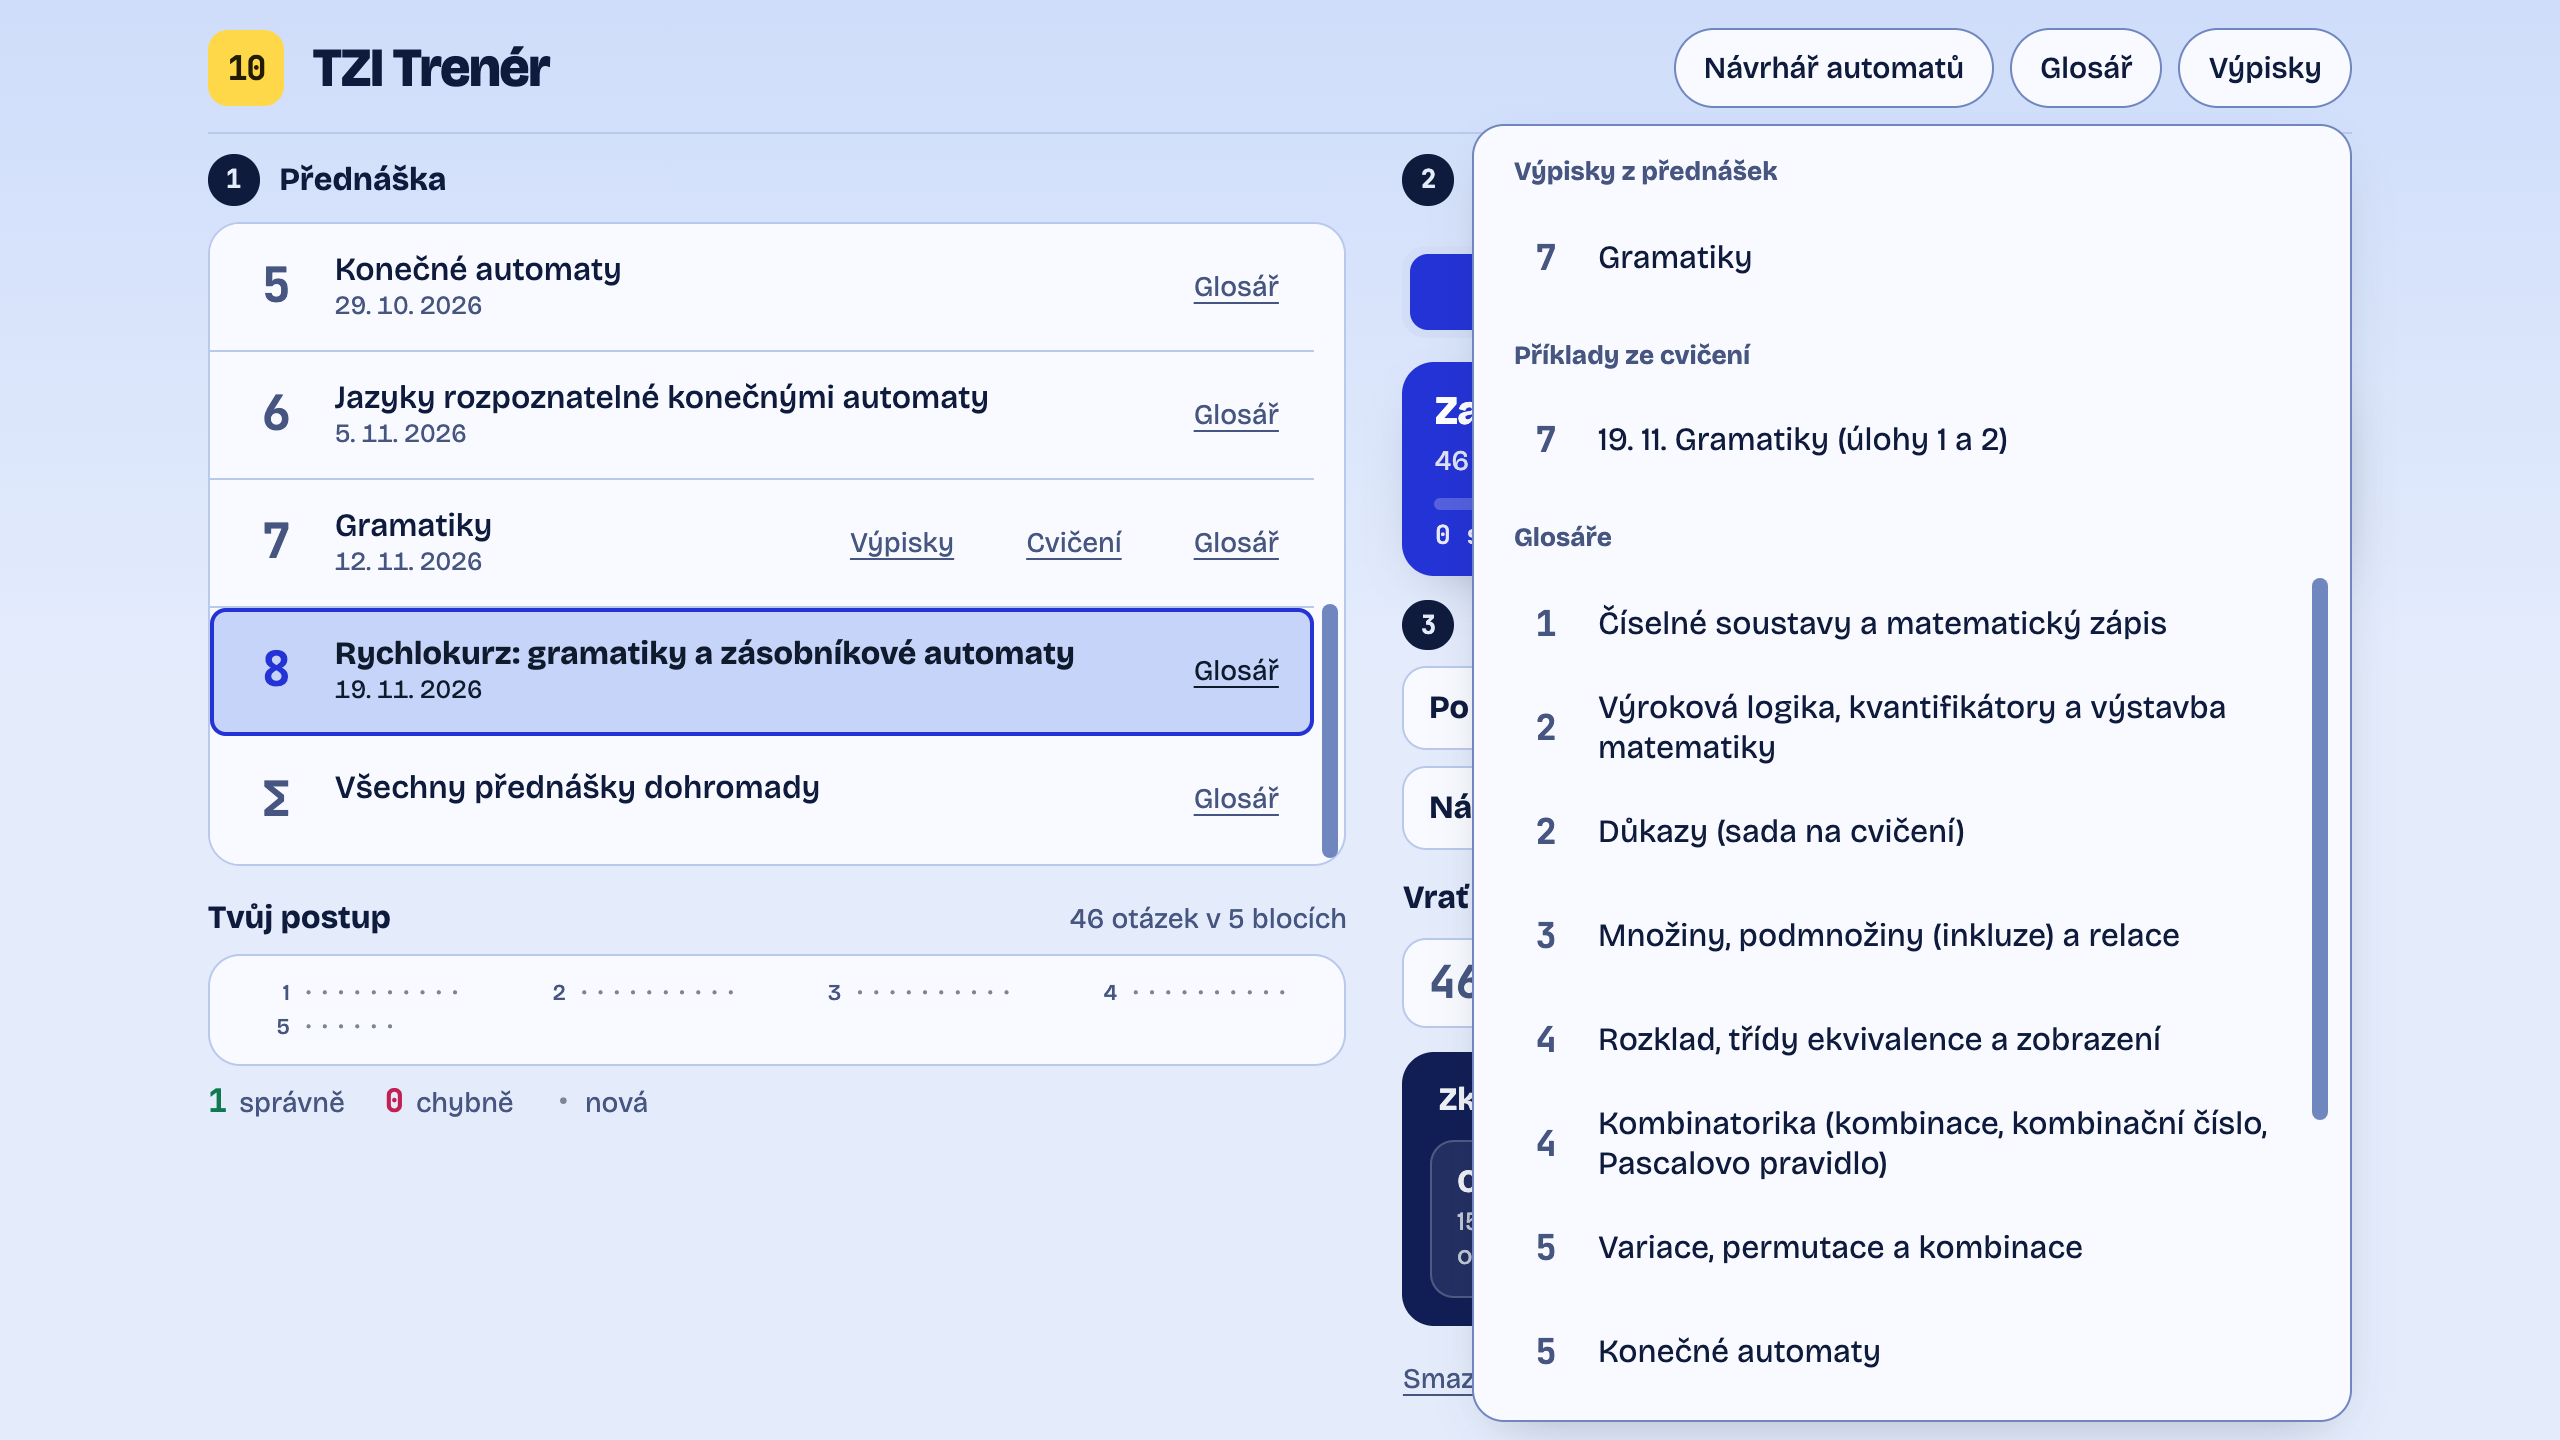 10
TZI Trenér
Návrhář automatů
Glosář
Výpisky
1 Přednáška
5 Konečné automaty
29. 10. 2026
Glosář
6 Jazyky rozpoznatelné konečnými automaty
5. 11. 2026
Glosář
7 Gramatiky
12. 11. 2026
Výpisky
Cvičení
Glosář
8 Rychlokurz: gramatiky a zásobníkové automaty
19. 11. 2026
Glosář
Σ Všechny přednášky dohromady
Glosář
Tvůj postup
46 otázek v 5 blocích
1
2
3
4
5
1 správně
0 chybně
· nová
2
46
0
3
Vrať
46
Výpisky z přednášek
7 Gramatiky
Příklady ze cvičení
7 19. 11. Gramatiky (úlohy 1 a 2)
Glosáře
1 Číselné soustavy a matematický zápis
2 Výroková logika, kvantifikátory a výstavba
matematiky
2 Důkazy (sada na cvičení)
3 Množiny, podmnožiny (inkluze) a relace
4 Rozklad, třídy ekvivalence a zobrazení
4 Kombinatorika (kombinace, kombinační číslo,
Pascalovo pravidlo)
5 Variace, permutace a kombinace
5 Konečné automaty